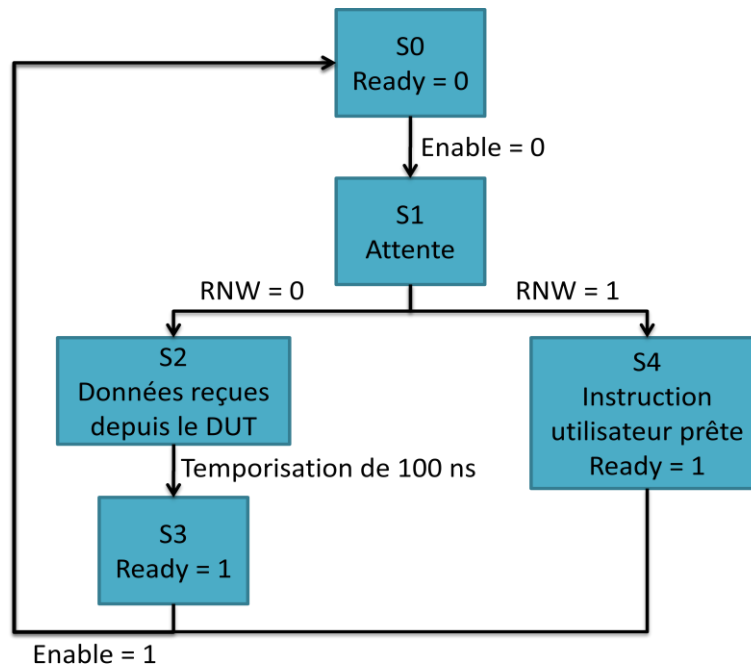 S0
Ready = 0
Enable = 0
S1
Attente
RNW = 0
RNW = 1
S2
Données reçues
depuis le DUT
S4
Instruction
utilisateur prête
Ready = 1
Temporisation de 100 ns
S3
Ready = 1
Enable = 1